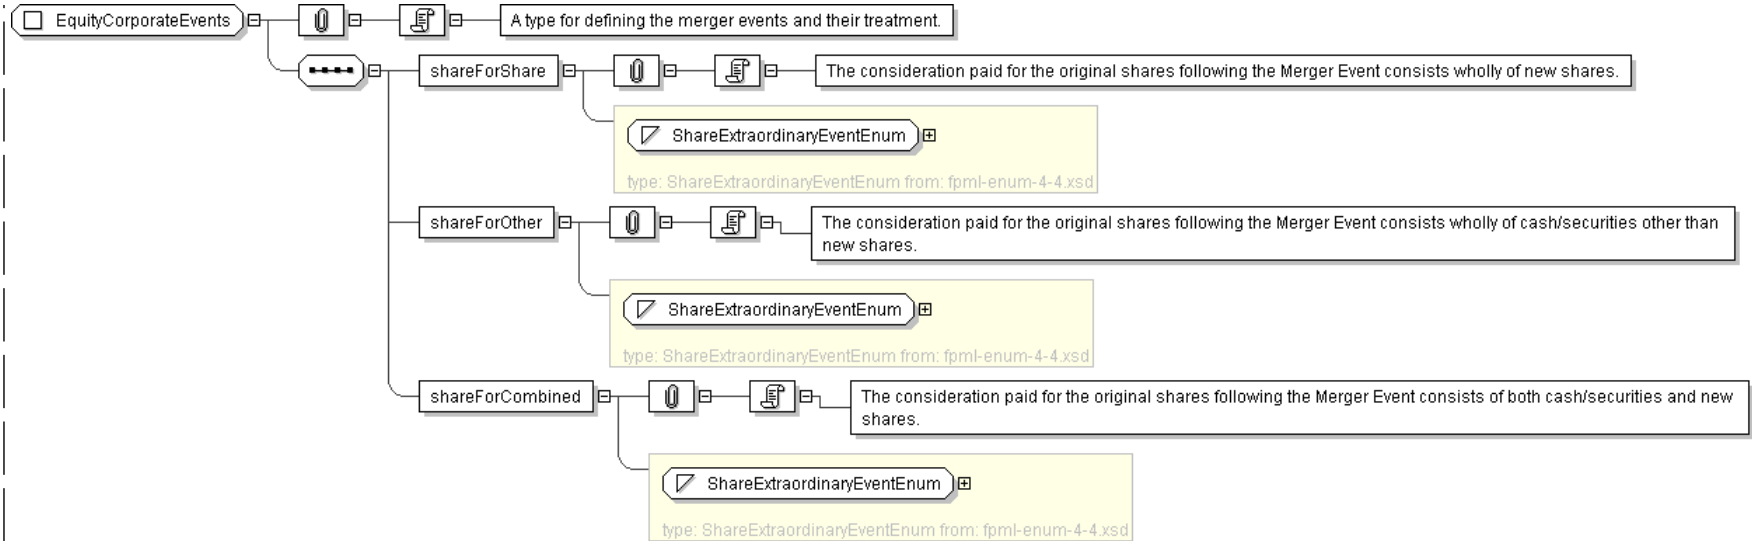 EquityCorporateEvents
A type for defining the merger events and their treatment.
shareForShare
The consideration paid for the original shares following the Merger Event consists wholly of new shares.
ShareExtraordinaryEventEnum
type: ShareExtraordinaryEventEnum from: fpml-enum-4-4.xsd
shareForOther
The consideration paid for the original shares following the Merger Event consists wholly of cash/securities other than
new shares.
ShareExtraordinaryEventEnum
type: ShareExtraordinaryEventEnum from: fpml-enum-4-4.xsd
shareForCombined
The consideration paid for the original shares following the Merger Event consists of both cash/securities and new
shares.
ShareExtraordinaryEventEnum
type: ShareExtraordinaryEventEnum from: fpml-enum-4-4.xsd